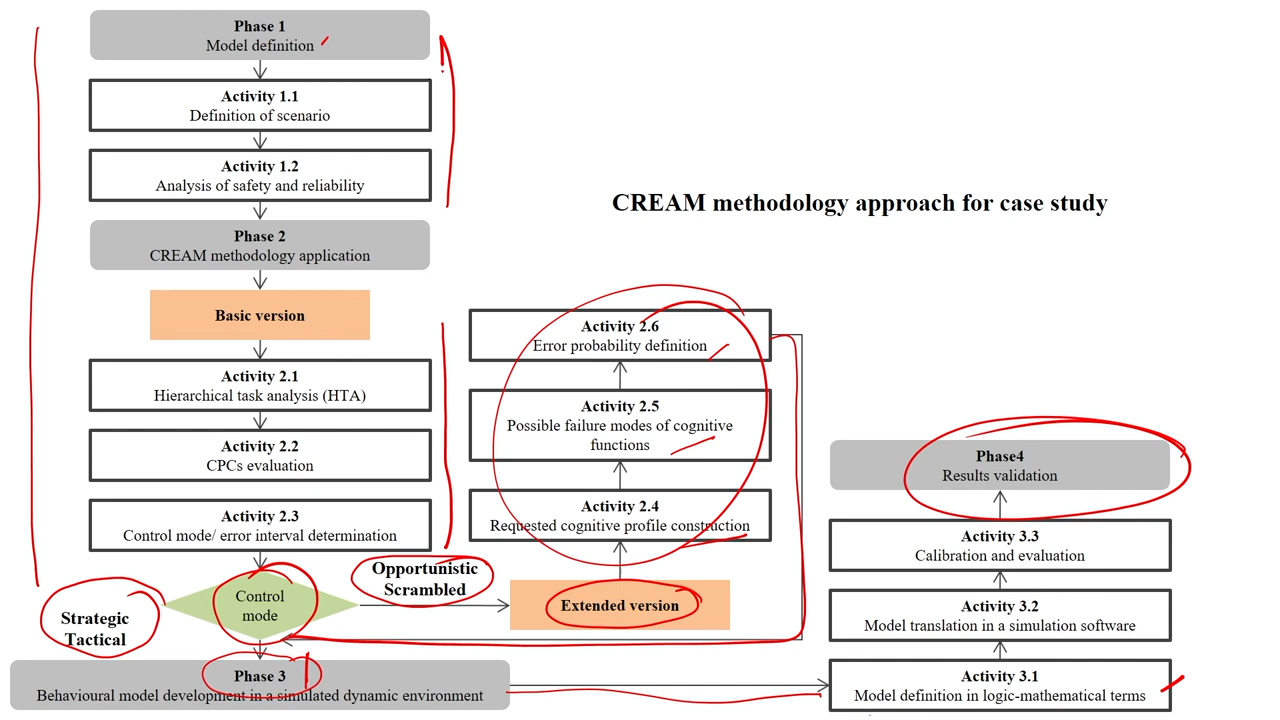 Phase 1
Model definition
Activity 1.1
Definition of scenario
Activity 1.2
Analysis of safety and reliability
Phase 2
CREAM methodology application
Basic version
Activity 2.1
Hierarchical task analysis (HTA)
Activity 2.2
CPCs evaluation
Activity 2.3
Control mode/ error interval determination
Control
mode
Strategic
Tactical
Opportunistic
Scrambled
Extended version
Activity 2.4
Requested cognitive profile construction
Activity 2.5
Possible failure modes of cognitive
functions
Activity 2.6
Error probability definition
Phase 3
Behavioural model development in a simulated dynamic environment
Activity 3.1
Model definition in logic-mathematical terms
Activity 3.2
Model translation in a simulation software
Activity 3.3
Calibration and evaluation
Phase4
Results validation
CREAM methodology approach for case study